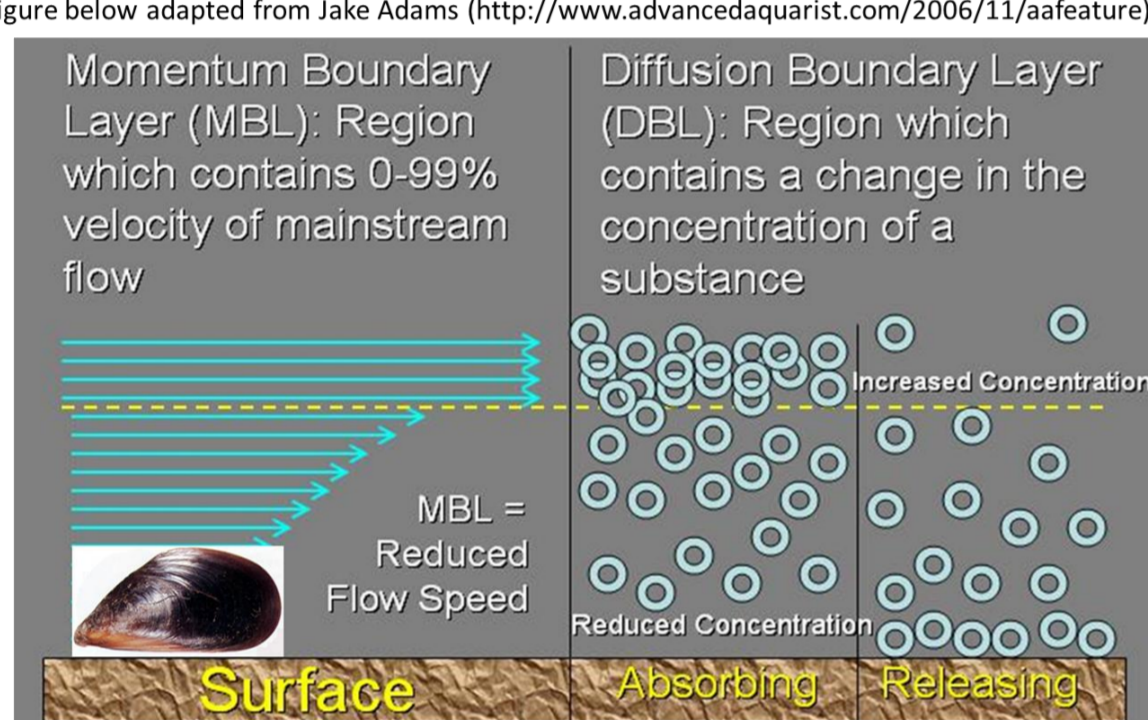 igure below adapted from Jake Adams (http://www.advancedaquarist.com/2006/11/aafeature)
Momentum Boundary
Layer (MBL): Region
which contains 0-99%
velocity of mainstream
flow
Diffusion Boundary Layer
(DBL): Region which
contains a change in the
concentration of a
substance
Increased Concentration
MBL =
Reduced
Flow Speed
Reduced Concentration
Surface
Absorbing
Releasing